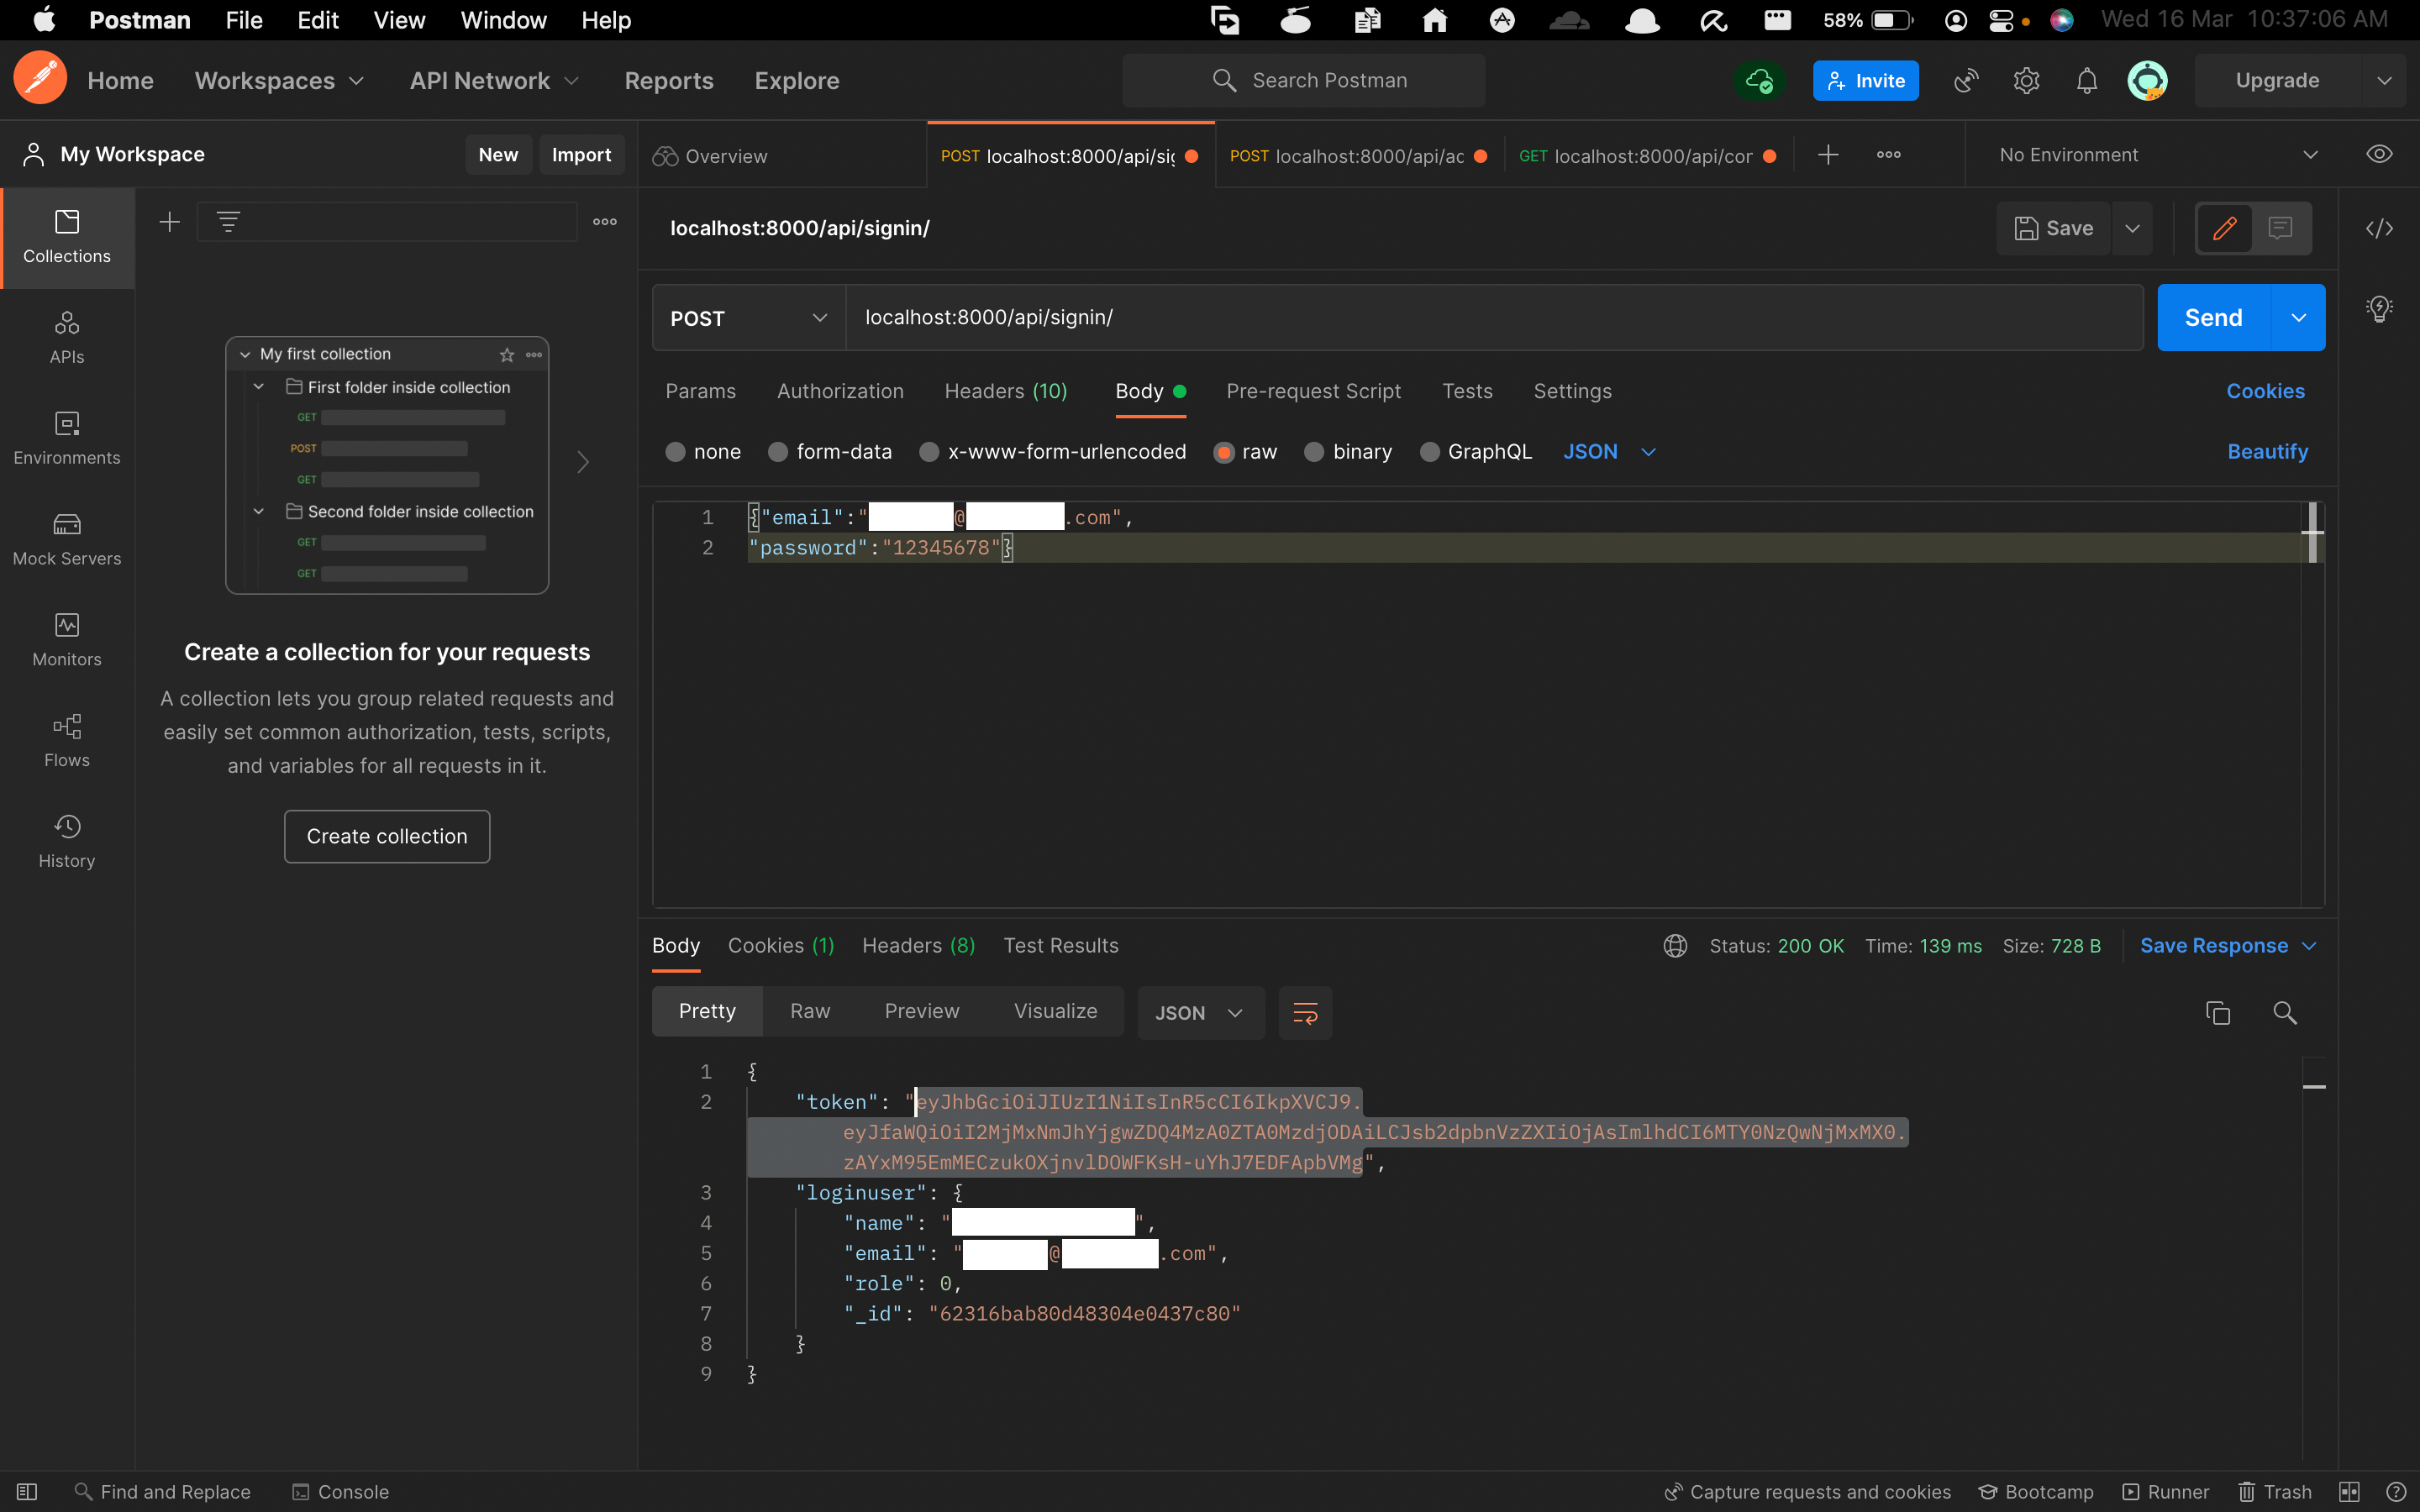 Postman File Edit View Window Help 58% Wed 16 Mar 10:37:06 AM
Home Workspaces API Network Reports Explore Search Postman Invite Upgrade
My Workspace New Import
Overview POST localhost:8000/api/sig POST localhost:8000/api/ac GET localhost:8000/api/cor No Environment
Collections
APIs
Environments
Mock Servers
Monitors
Flows
History
My first collection
First folder inside collection
GET
POST
GET
Second folder inside collection
GET
GET
Create a collection for your requests
A collection lets you group related requests and
easily set common authorization, tests, scripts,
and variables for all requests in it.
Create collection
localhost:8000/api/signin/ Save
POST localhost:8000/api/signin/ Send
Params Authorization Headers (10) Body Pre-request Script Tests Settings Cookies
none form-data x-www-form-urlencoded raw binary GraphQL JSON Beautify
1 {"email":" @ .com",
2 "password":"12345678"}
Body Cookies (1) Headers (8) Test Results Status: 200 OK Time: 139 ms Size: 728 B Save Response
Pretty Raw Preview Visualize JSON
1 {
2 "token": "eyJhbGciOiJIUzI1NiIsInR5cCI6IkpXVCJ9.
eyJfaWQiOiI2MjMxNmJhYjgwZDQ4MzA0ZTA0MzdjODAiLCJsb2dpbnVzZXIiOjAsImlhdCI6MTY0NzQwNjMxMX0.
zAYxM95EmMECzukOXjnvlDOWFKsH-uYhJ7EDFApbVMg",
3 "loginuser": {
4 "name": " ",
5 "email": " @ .com",
6 "role": 0,
7 "_id": "62316bab80d48304e0437c80"
8 }
9 }
Find and Replace Console Capture requests and cookies Bootcamp Runner Trash